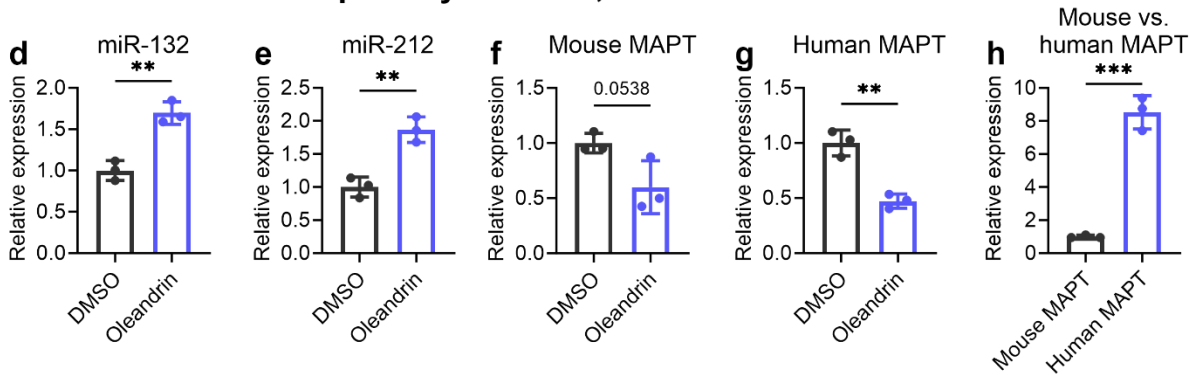 d
miR-132
**
Relative expression
2.0
1.5
1.0
0.5
0.0
DMSO
Oleandrin
e
miR-212
**
Relative expression
2.5
2.0
1.5
1.0
0.5
0.0
DMSO
Oleandrin
f
Mouse MAPT
0.0538
Relative expression
1.5
1.0
0.5
0.0
DMSO
Oleandrin
g
Human MAPT
**
Relative expression
1.5
1.0
0.5
0.0
DMSO
Oleandrin
h
Mouse vs.
human MAPT
***
Relative expression
10
8
6
4
2
0
Mouse MAPT
Human MAPT